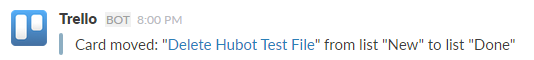 Trello BOT 8:00 PM
Card moved: "Delete Hubot Test File" from list "New" to list "Done"